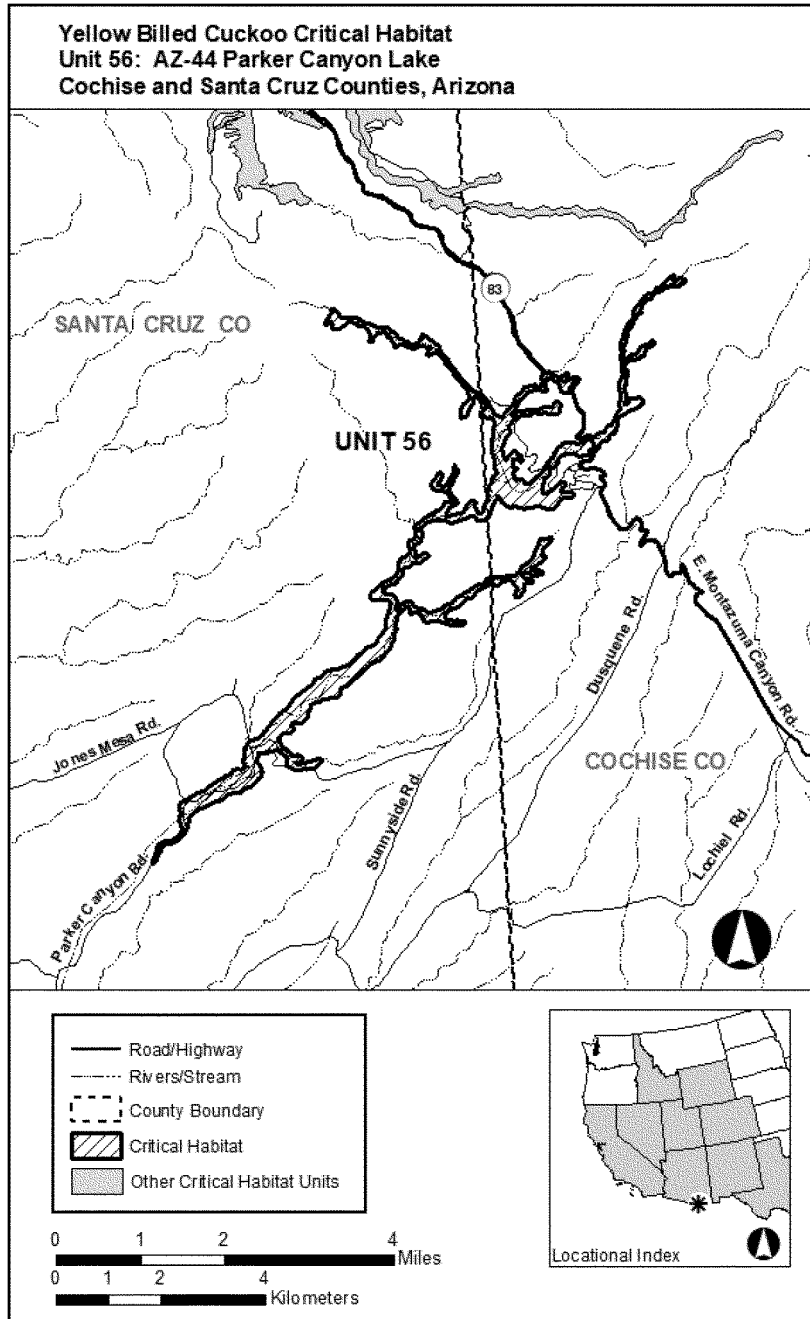 Yellow Billed Cuckoo Critical Habitat
Unit 56: AZ-44 Parker Canyon Lake
Cochise and Santa Cruz Counties, Arizona
83
SANTA CRUZ CO
UNIT 56
E. Montazuma Canyon Rd.
Dusquene Rd.
Jones Mesa Rd.
COCHISE CO
Sunnyside Rd.
Lochiel Rd.
Parker Canyon Rd.
Road/Highway
Rivers/Stream
County Boundary
Critical Habitat
Other Critical Habitat Units
0 1 2 4
Miles
0 1 2 4
Kilometers
Locational Index